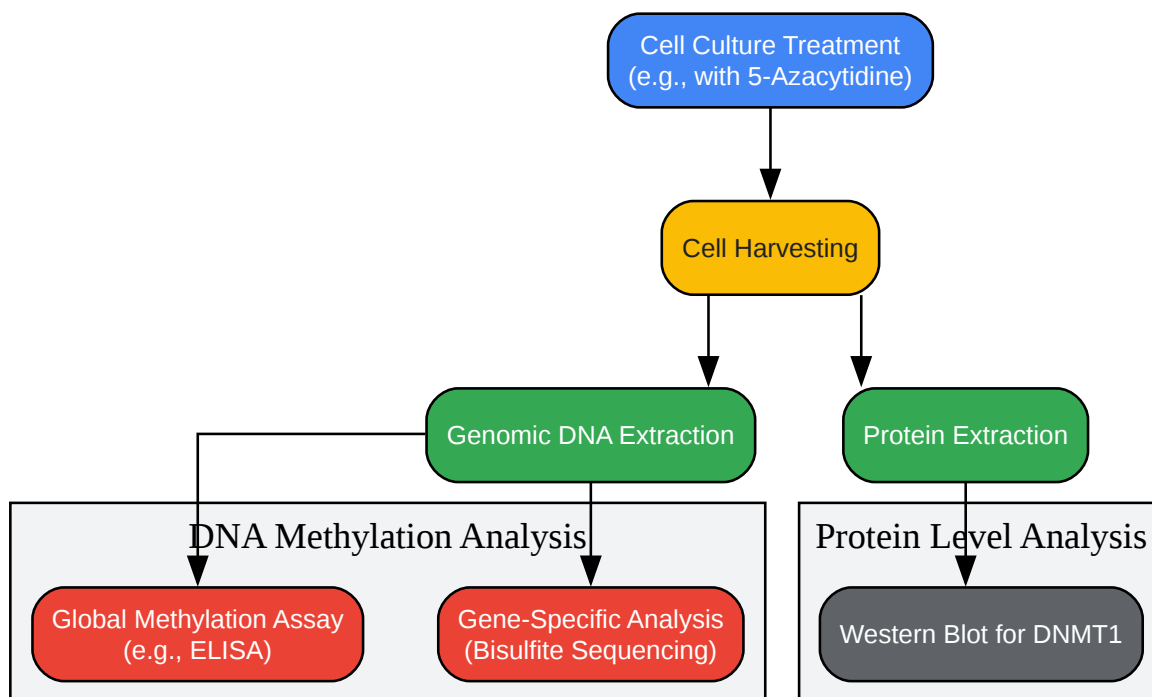 Cell Culture Treatment
(e.g., with 5-Azacytidine)
Cell Harvesting
Genomic DNA Extraction
Protein Extraction
DNA Methylation Analysis
Protein Level Analysis
Global Methylation Assay
(e.g., ELISA)
Gene-Specific Analysis
(Bisulfite Sequencing)
Western Blot for DNMT1